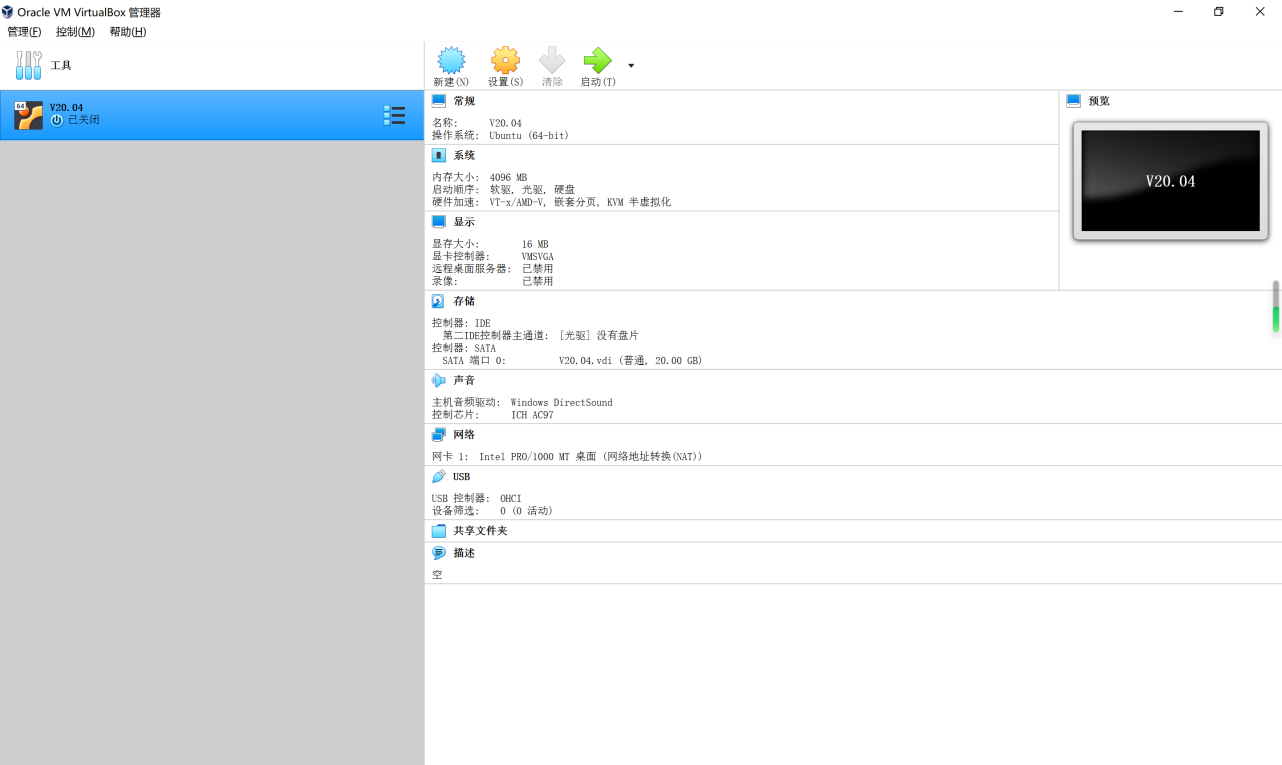 Oracle VM VirtualBox 管理器
管理(F) 控制(M) 帮助(H)
工具
新建(N) 设置(S) 清除 启动(T)
64
V20.04
已关闭
常规
名称: V20.04
操作系统: Ubuntu (64-bit)
系统
内存大小: 4096 MB
启动顺序: 软驱, 光驱, 硬盘
硬件加速: VT-x/AMD-V, 嵌套分页, KVM 半虚拟化
显示
显存大小: 16 MB
显卡控制器: VMSVGA
远程桌面服务器: 已禁用
录像: 已禁用
预览
V20.04
存储
控制器: IDE
第二IDE控制器主通道: [光驱] 没有盘片
控制器: SATA
SATA 端口 0: V20.04.vdi (普通, 20.00 GB)
声音
主机音频驱动: Windows DirectSound
控制芯片: ICH AC97
网络
网卡 1: Intel PRO/1000 MT 桌面 (网络地址转换(NAT))
USB
USB 控制器: OHCI
设备筛选: 0 (0 活动)
共享文件夹
描述
空